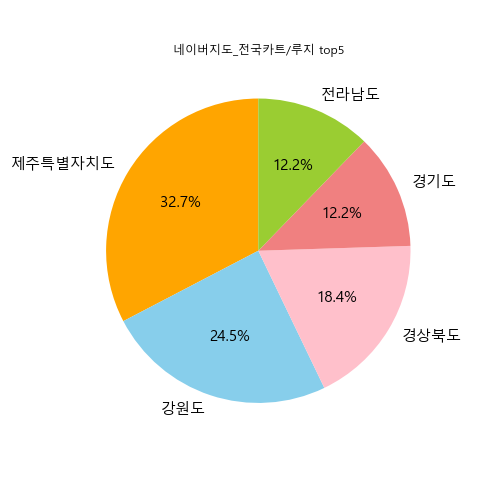 네이버지도_전국카트/루지 top5
전라남도
12.2%
제주특별자치도
경기도
32.7%
12.2%
18.4%
24.5%
경상북도
강원도